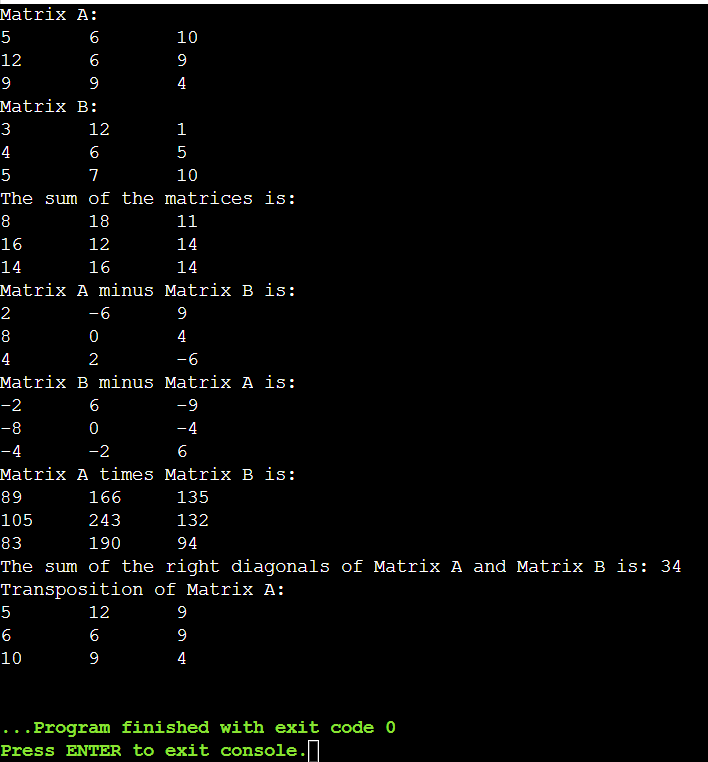 Matrix A:
5 6 10
12 6 9
9 9 4
Matrix B:
3 12 1
4 6 5
5 7 10
The sum of the matrices is:
8 18 11
16 12 14
14 16 14
Matrix A minus Matrix B is:
2 -6 9
8 0 4
4 2 -6
Matrix B minus Matrix A is:
-2 6 -9
-8 0 -4
-4 -2 6
Matrix A times Matrix B is:
89 166 135
105 243 132
83 190 94
The sum of the right diagonals of Matrix A and Matrix B is: 34
Transposition of Matrix A:
5 12 9
6 6 9
10 9 4
...Program finished with exit code 0
Press ENTER to exit console.